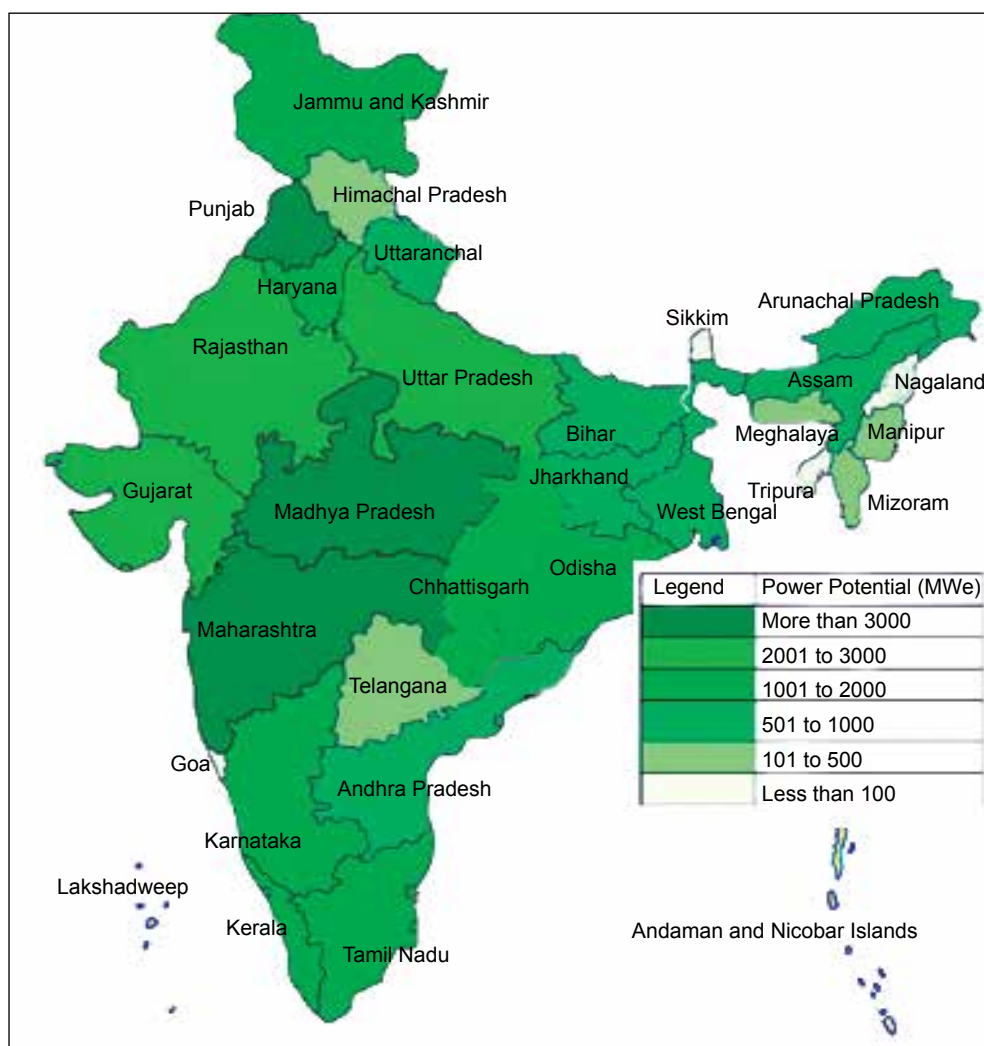 Jammu and Kashmir
Himachal Pradesh
Punjab
Uttaranchal
Haryana
Arunachal Pradesh
Sikkim
Rajasthan
Uttar Pradesh
Assam
Nagaland
Bihar
Meghalaya
Manipur
Gujarat
Jharkhand
Tripura
Mizoram
Madhya Pradesh
West Bengal
Odisha
Chhattisgarh
Maharashtra
Telangana
Goa
Andhra Pradesh
Karnataka
Lakshadweep
Kerala
Tamil Nadu
Andaman and Nicobar Islands
Legend Power Potential (MWe)
More than 3000
2001 to 3000
1001 to 2000
501 to 1000
101 to 500
Less than 100